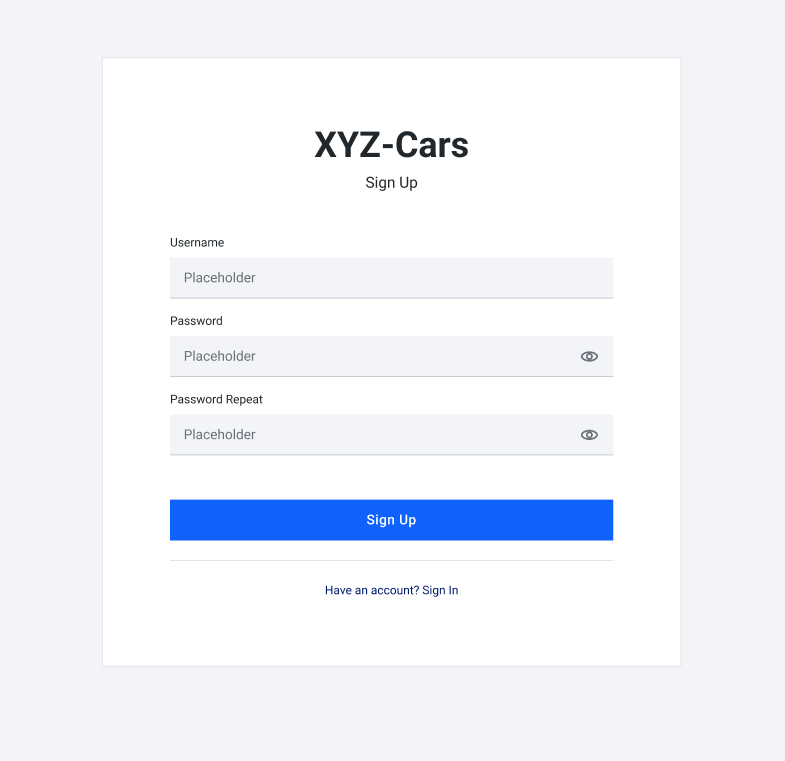 XYZ-Cars
Sign Up
Username
Placeholder
Password
Placeholder
Password Repeat
Placeholder
Sign Up
Have an account? Sign In